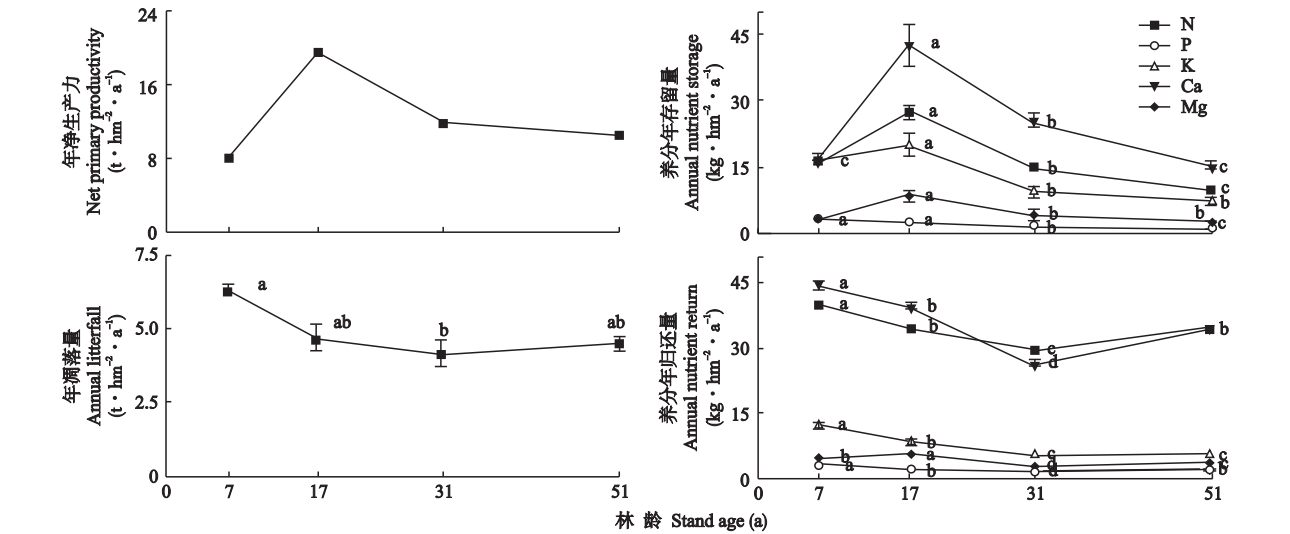 年净生产力
Net primary productivity
(t · hm⁻² · a⁻¹)
24
16
8
0
养分年存留量
Annual nutrient storage
(kg · hm⁻² · a⁻¹)
45
30
15
0
N
P
K
Ca
Mg
a
a
a
a
a
a
c
b
b
b
b
b
c
c
b
b
c
年凋落量
Annual litterfall
(t · hm⁻² · a⁻¹)
7.5
5.0
2.5
0
a
ab
b
ab
0 7 17 31 51
养分年归还量
Annual nutrient return
(kg · hm⁻² · a⁻¹)
45
30
15
0
a
a
b
b
c
d
b
a
b
a
b
a
b
c
d
d
c
c
b
0 7 17 31 51
林 龄 Stand age (a)